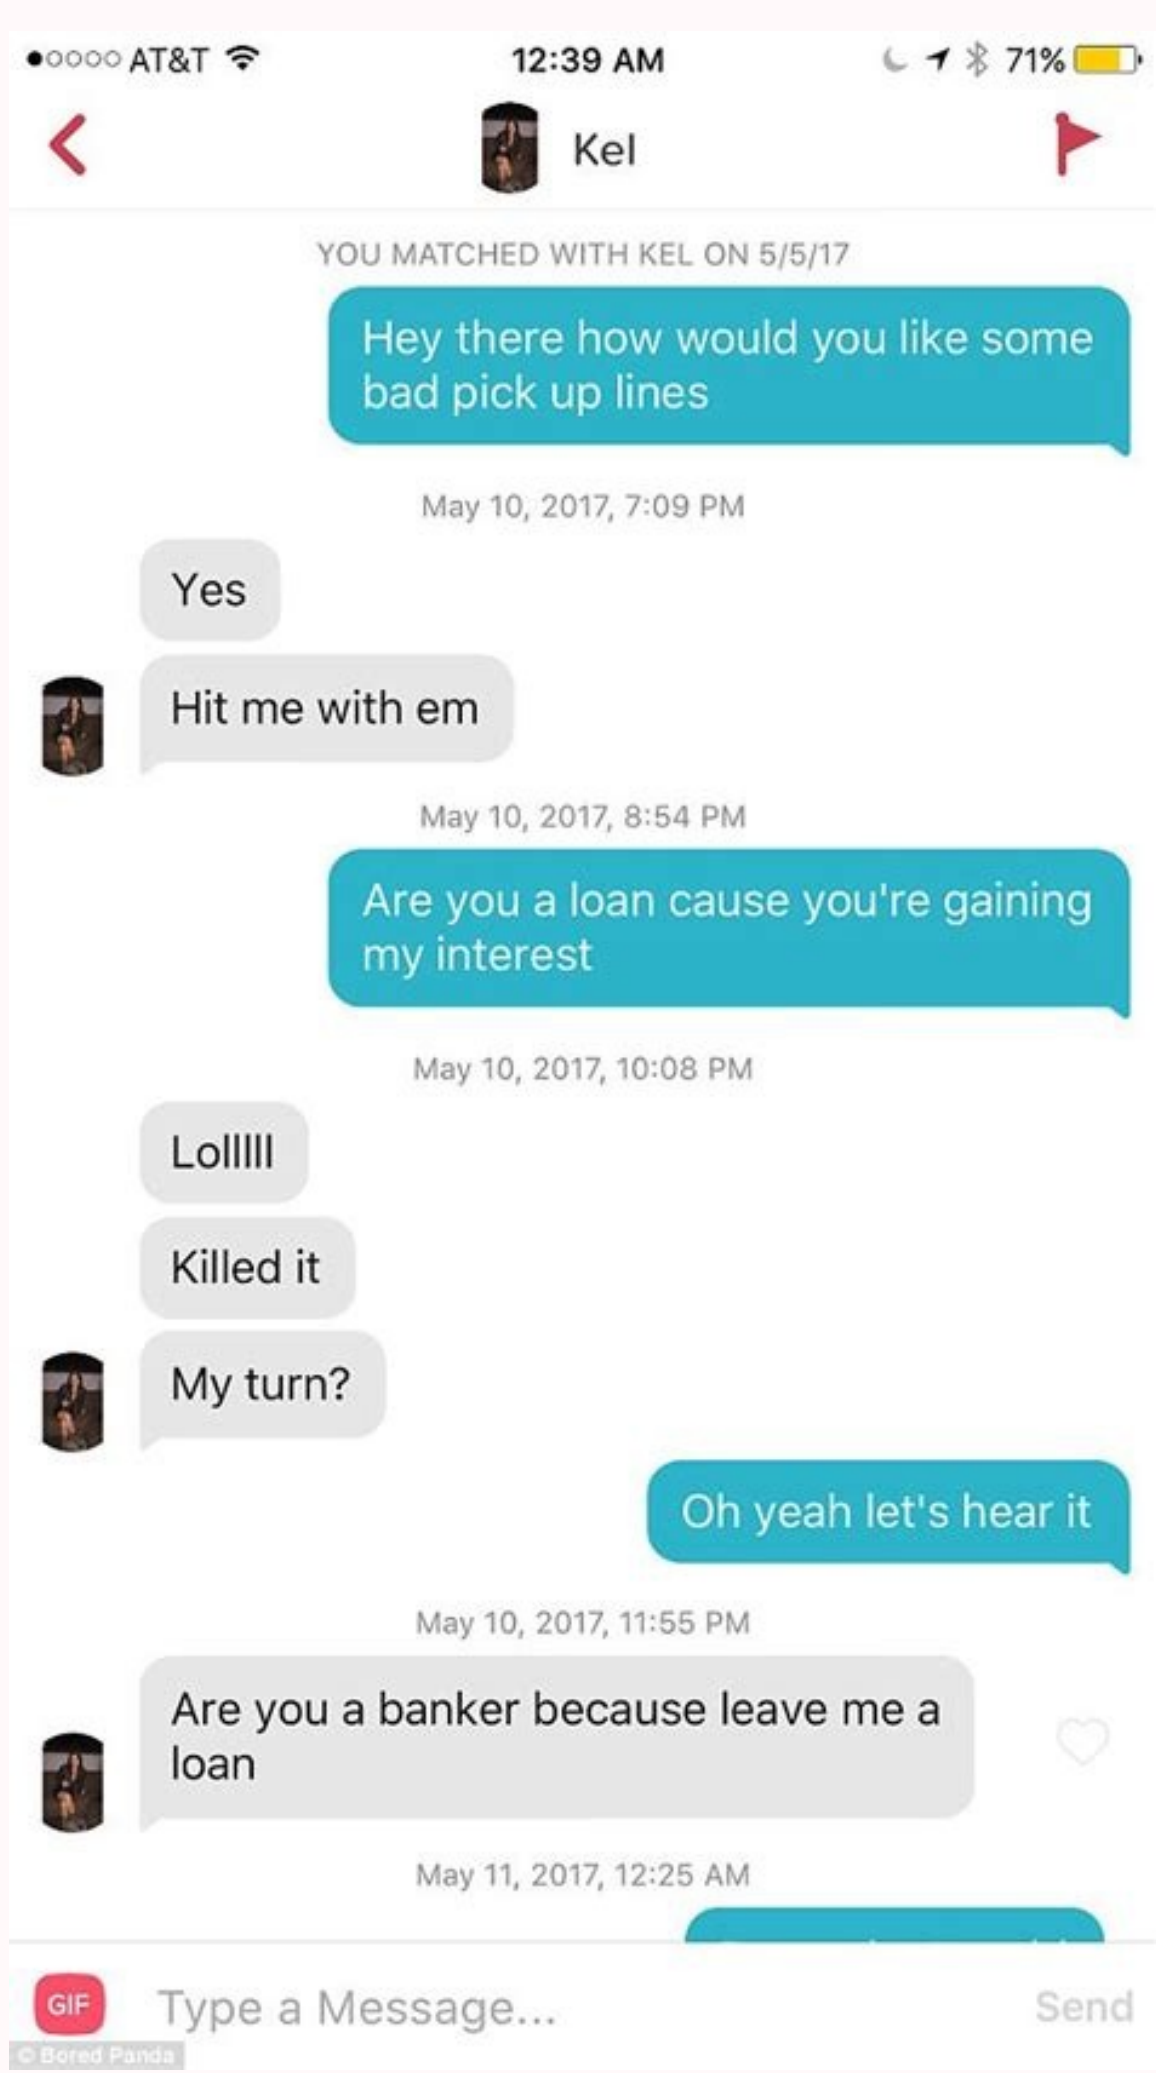 AT&T 12:39 AM 71%
Kel
YOU MATCHED WITH KEL ON 5/5/17
Hey there how would you like some
bad pick up lines
May 10, 2017, 7:09 PM
Yes
Hit me with em
May 10, 2017, 8:54 PM
Are you a loan cause you're gaining
my interest
May 10, 2017, 10:08 PM
Lolllll
Killed it
My turn?
Oh yeah let's hear it
May 10, 2017, 11:55 PM
Are you a banker because leave me a
loan
May 11, 2017, 12:25 AM
GIF Type a Message... Send
© Bored Panda